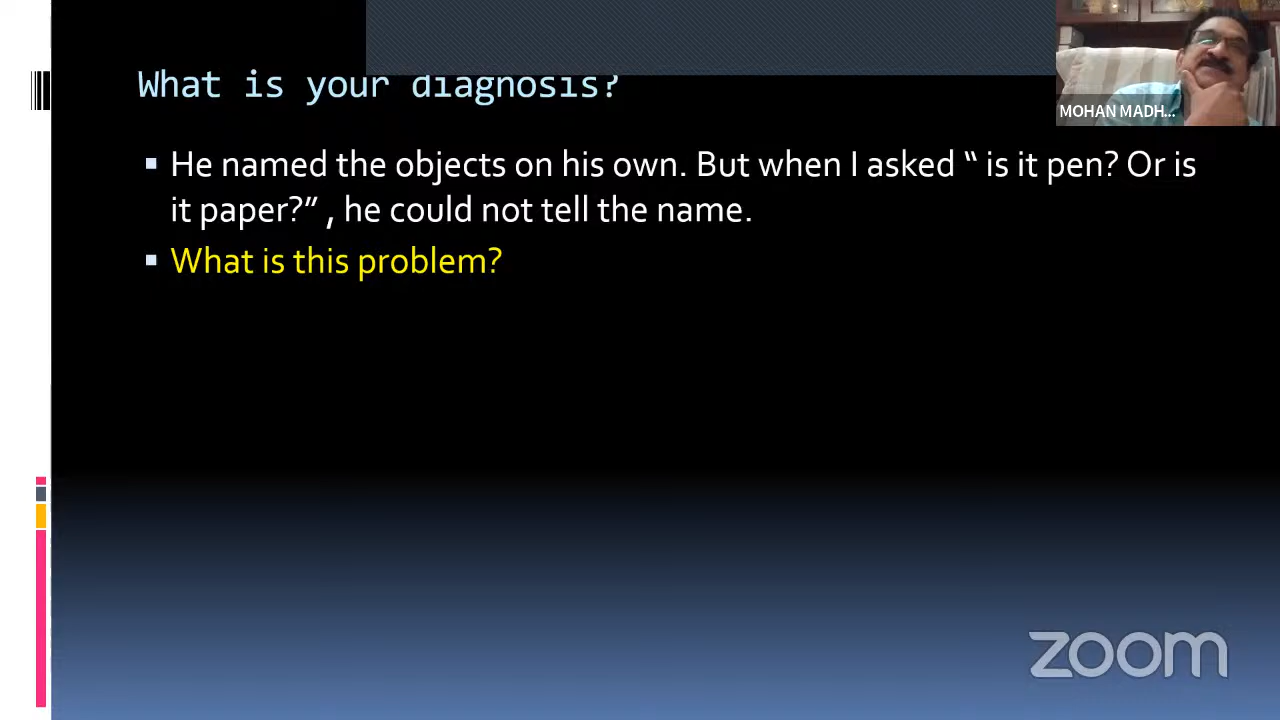 What is your diagnosis?
MOHAN MADH...
▪ He named the objects on his own. But when I asked “ is it pen? Or is
it paper?” , he could not tell the name.
▪ What is this problem?
zoom